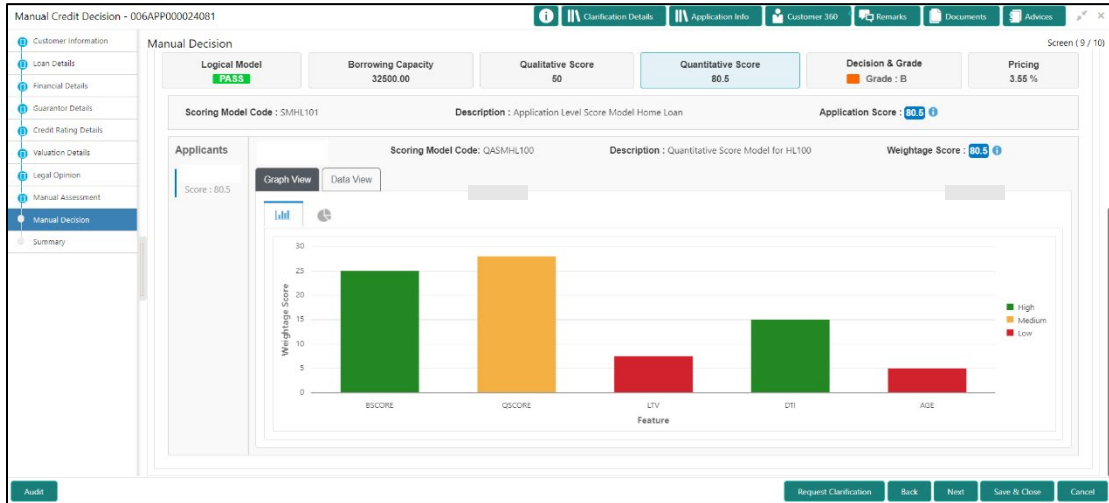 Manual Credit Decision - 006APP000024081
Clarification Details
Application Info
Customer 360
Remarks
Documents
Advices
Customer Information
Loan Details
Financial Details
Guarantor Details
Credit Rating Details
Valuation Details
Legal Opinion
Manual Assessment
Manual Decision
Summary
Manual Decision
Screen ( 9 / 10)
Logical Model
PASS
Borrowing Capacity
32500.00
Qualitative Score
50
Quantitative Score
80.5
Decision & Grade
Grade : B
Pricing
3.55 %
Scoring Model Code : SMHL101
Description : Application Level Score Model Home Loan
Application Score : 80.5
Applicants
Score : 80.5
Scoring Model Code: QASMHL100
Description : Quantitative Score Model for HL100
Weightage Score : 80.5
Graph View
Data View
Weightage Score
30
25
20
15
10
5
0
BSCORE
QSCORE
LTV
DTI
AGE
Feature
High
Medium
Low
Audit
Request Clarification
Back
Next
Save & Close
Cancel